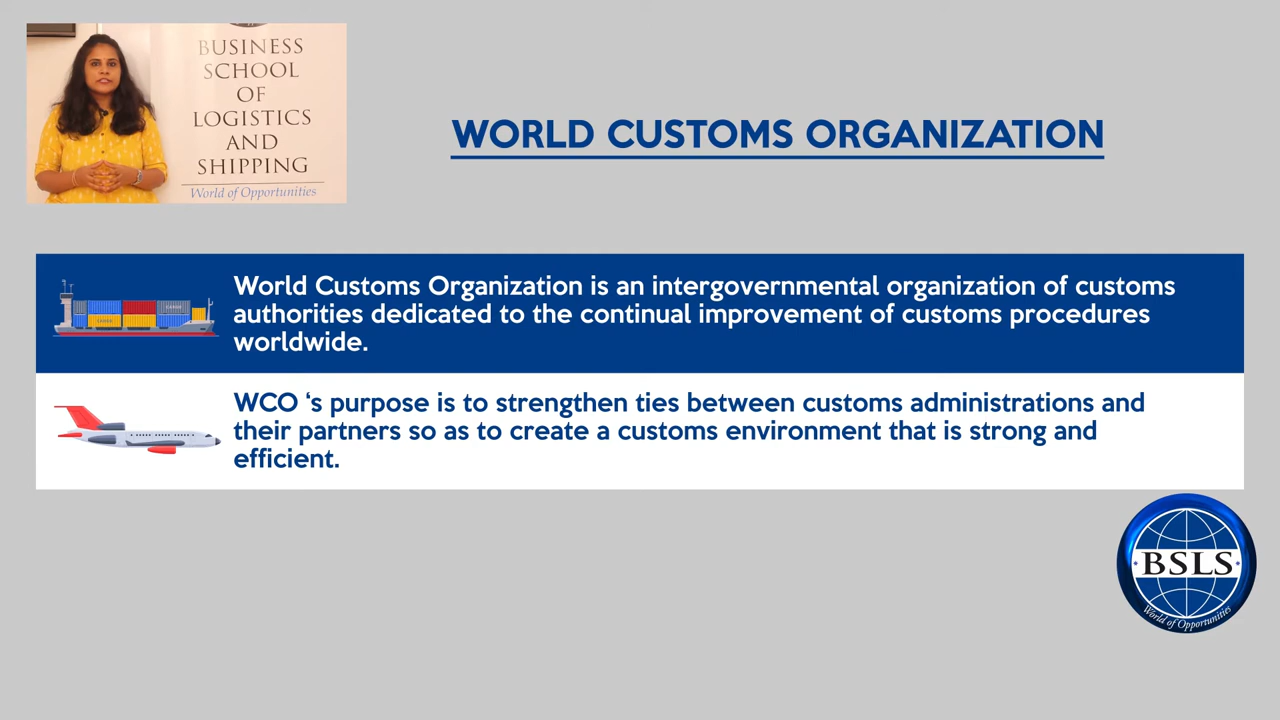 BUSINESS
SCHOOL
OF
LOGISTICS
AND
SHIPPING
World of Opportunities
WORLD CUSTOMS ORGANIZATION
World Customs Organization is an intergovernmental organization of customs
authorities dedicated to the continual improvement of customs procedures
worldwide.
WCO ‘s purpose is to strengthen ties between customs administrations and
their partners so as to create a customs environment that is strong and
efficient.
BSLS
World of Opportunities